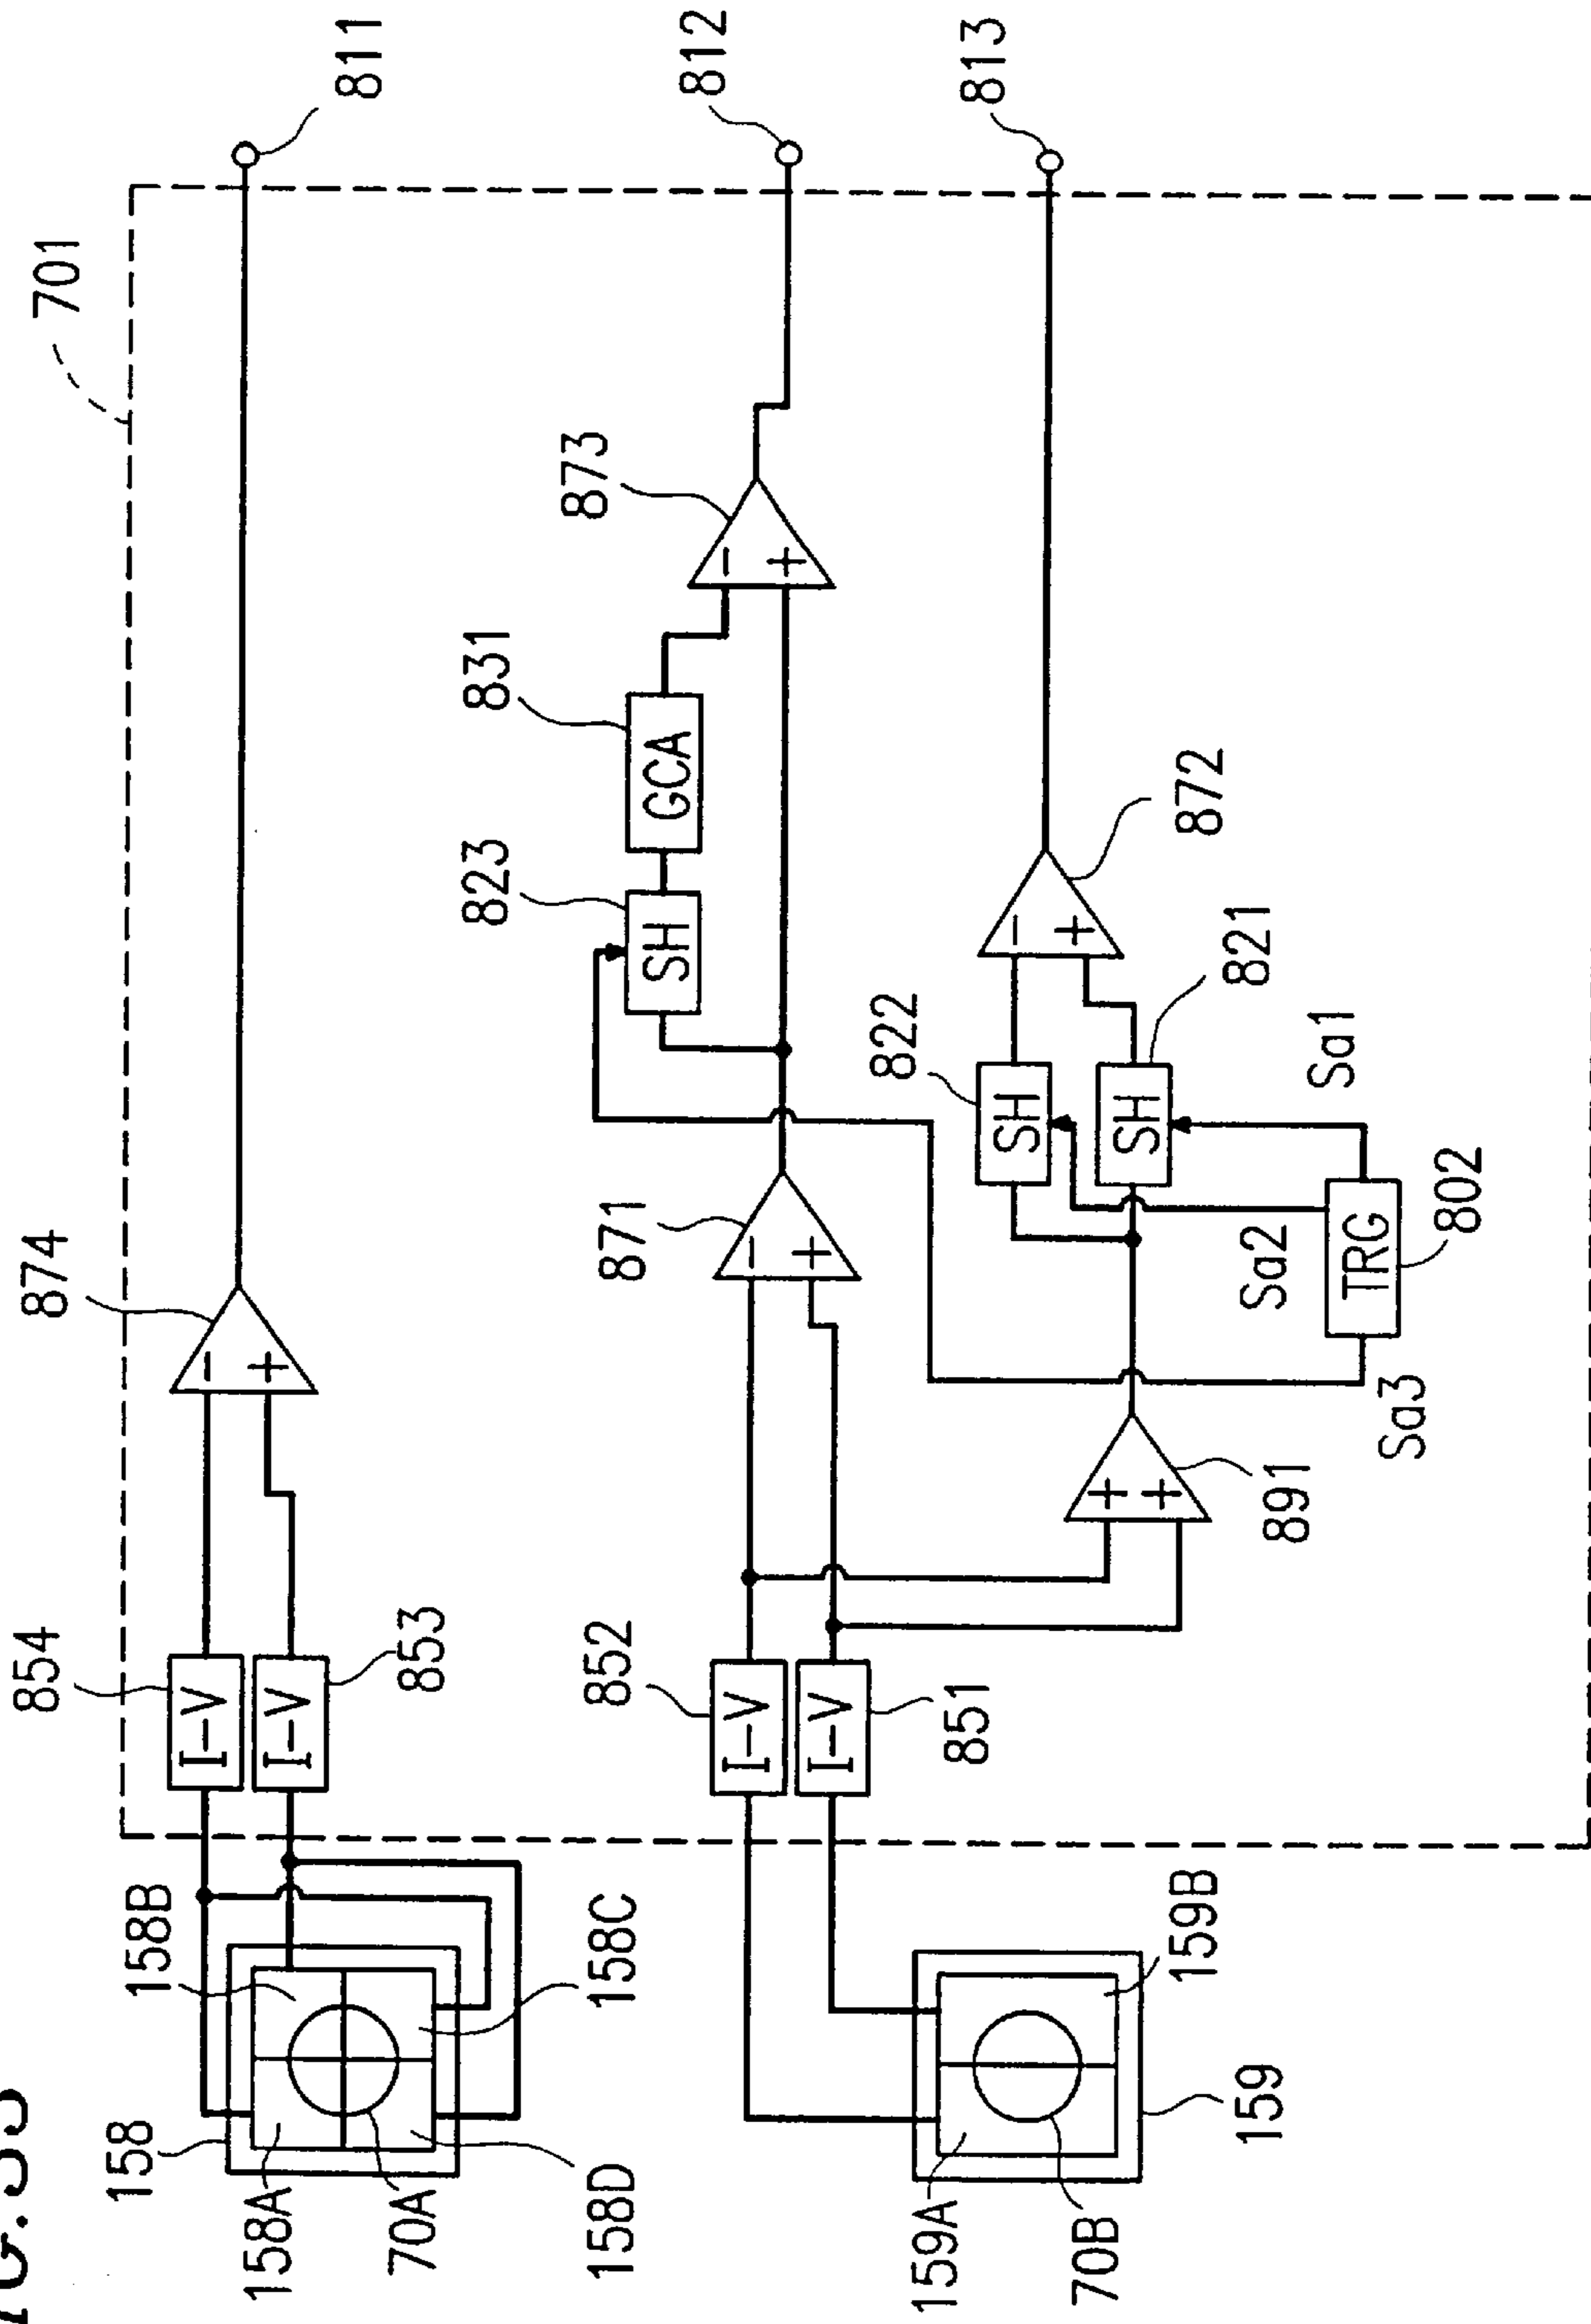 701
811
874
854
I-V
I-V
853
-
+
158
158B
158A
70A
158C
158D
812
873
-
+
831
GCA
823
SH
871
-
+
852
I-V
I-V
851
813
872
-
+
822
SH
SH
821
Sa1
Sa2
TRG
802
Sa3
891
+
+
159A
70B
159B
159